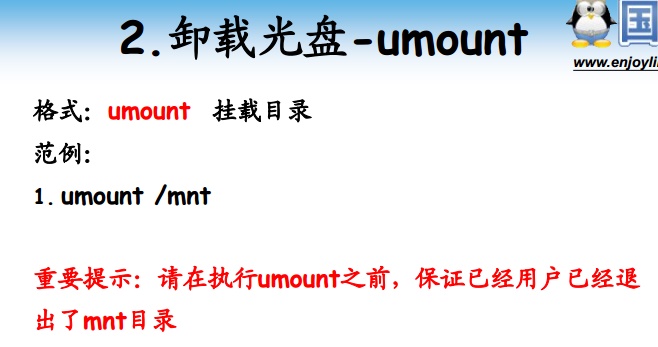 2.卸载光盘-umount
国
www.enjoyli
格式：umount 挂载目录
范例：
1. umount /mnt
重要提示：请在执行umount之前，保证已经用户已经退
出了mnt目录